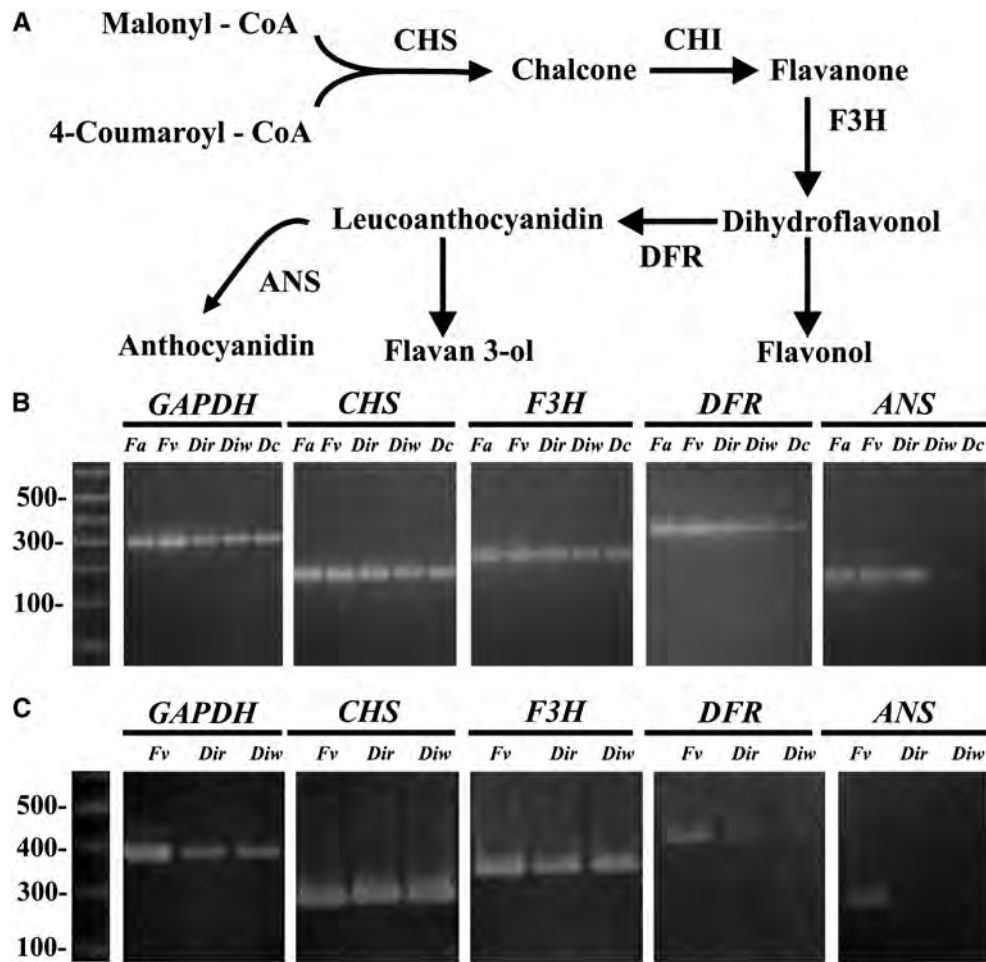 A
Malonyl - CoA
CHS
CHI
Chalcone
Flavanone
4-Coumaroyl - CoA
F3H
Leucoanthocyanidin
Dihydroflavonol
DFR
ANS
Anthocyanidin
Flavan 3-ol
Flavonol
B
GAPDH CHS F3H DFR ANS
Fa Fv Dir Diw Dc Fa Fv Dir Diw Dc Fa Fv Dir Diw Dc Fa Fv Dir Diw Dc Fa Fv Dir Diw Dc
500-
300-
100-
C
GAPDH CHS F3H DFR ANS
Fv Dir Diw Fv Dir Diw Fv Dir Diw Fv Dir Diw Fv Dir Diw
500-
400-
300-
100-